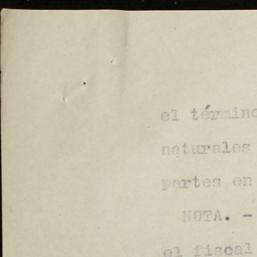 el término
naturales
partes en
NOTA. -
el fiscal